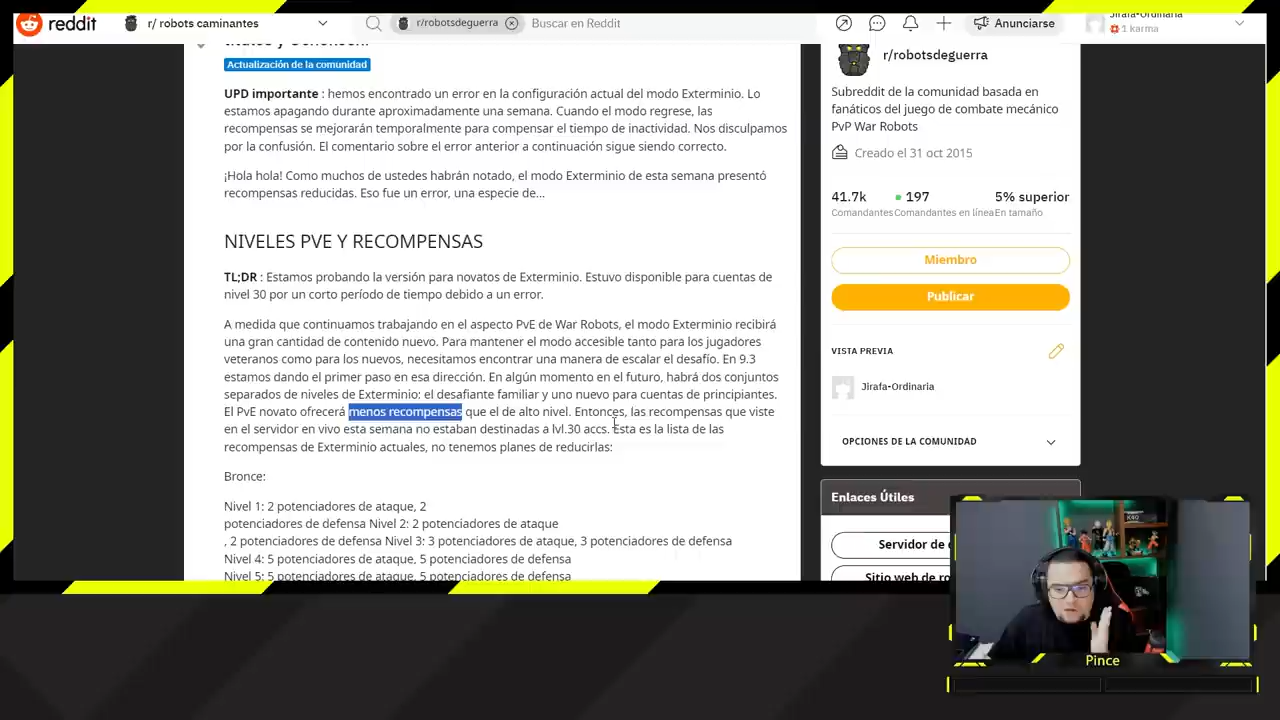 reddit
r/ robots caminantes
r/robotsdeguerra
Buscar en Reddit
Anunciarse
Jirafa-Ordinaria
1 karma
Actualización de la comunidad
UPD importante : hemos encontrado un error en la configuración actual del modo Exterminio. Lo
estamos apagando durante aproximadamente una semana. Cuando el modo regrese, las
recompensas se mejorarán temporalmente para compensar el tiempo de inactividad. Nos disculpamos
por la confusión. El comentario sobre el error anterior a continuación sigue siendo correcto.
¡Hola hola! Como muchos de ustedes habrán notado, el modo Exterminio de esta semana presentó
recompensas reducidas. Eso fue un error, una especie de...
NIVELES PVE Y RECOMPENSAS
TL;DR : Estamos probando la versión para novatos de Exterminio. Estuvo disponible para cuentas de
nivel 30 por un corto período de tiempo debido a un error.
A medida que continuamos trabajando en el aspecto PvE de War Robots, el modo Exterminio recibirá
una gran cantidad de contenido nuevo. Para mantener el modo accesible tanto para los jugadores
veteranos como para los nuevos, necesitamos encontrar una manera de escalar el desafío. En 9.3
estamos dando el primer paso en esa dirección. En algún momento en el futuro, habrá dos conjuntos
separados de niveles de Exterminio: el desafiante familiar y uno nuevo para cuentas de principiantes.
El PvE novato ofrecerá menos recompensas que el de alto nivel. Entonces, las recompensas que viste
en el servidor en vivo esta semana no estaban destinadas a lvl.30 accs. Esta es la lista de las
recompensas de Exterminio actuales, no tenemos planes de reducirlas:
Bronce:
Nivel 1: 2 potenciadores de ataque, 2
potenciadores de defensa Nivel 2: 2 potenciadores de ataque
, 2 potenciadores de defensa Nivel 3: 3 potenciadores de ataque, 3 potenciadores de defensa
Nivel 4: 5 potenciadores de ataque, 5 potenciadores de defensa
Nivel 5: 5 potenciadores de ataque, 5 potenciadores de defensa
r/robotsdeguerra
Subreddit de la comunidad basada en
fanáticos del juego de combate mecánico
PvP War Robots
Creado el 31 oct 2015
41.7k 197 5% superior
Comandantes Comandantes en línea En tamaño
Miembro
Publicar
VISTA PREVIA
Jirafa-Ordinaria
OPCIONES DE LA COMUNIDAD
Enlaces Útiles
Servidor de
Sitio web de
Pince